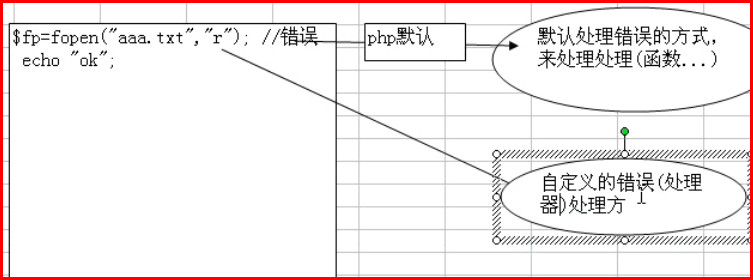 $fp=fopen("aaa.txt","r"); //错误
echo "ok";
php默认
默认处理错误的方式,
来处理处理(函数...)
自定义的错误(处理
器)处理方